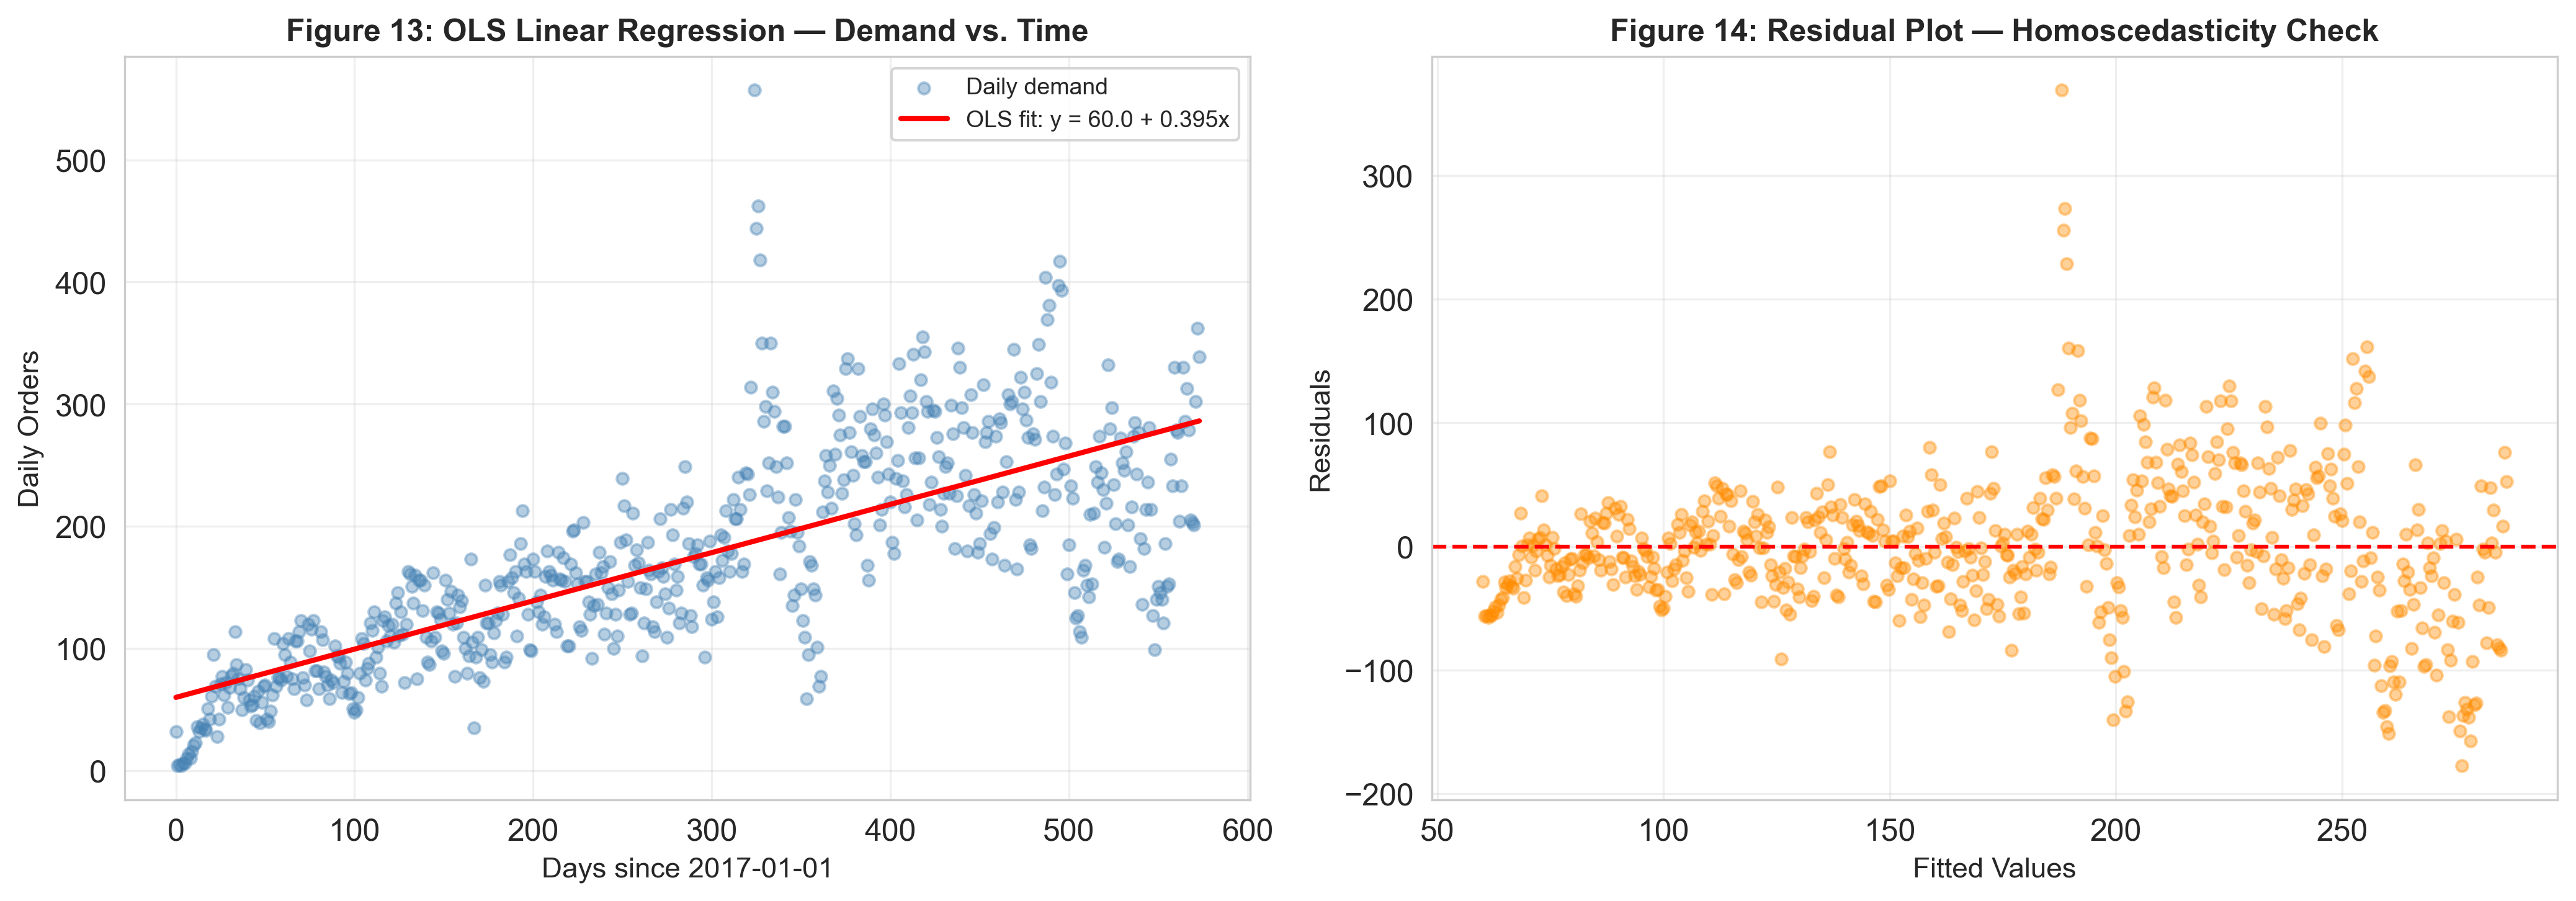 Figure 13: OLS Linear Regression — Demand vs. Time
Daily demand
OLS fit: y = 60.0 + 0.395x
Daily Orders
500
400
300
200
100
0
0 100 200 300 400 500 600
Days since 2017-01-01
Figure 14: Residual Plot — Homoscedasticity Check
Residuals
300
200
100
0
−100
−200
50 100 150 200 250
Fitted Values